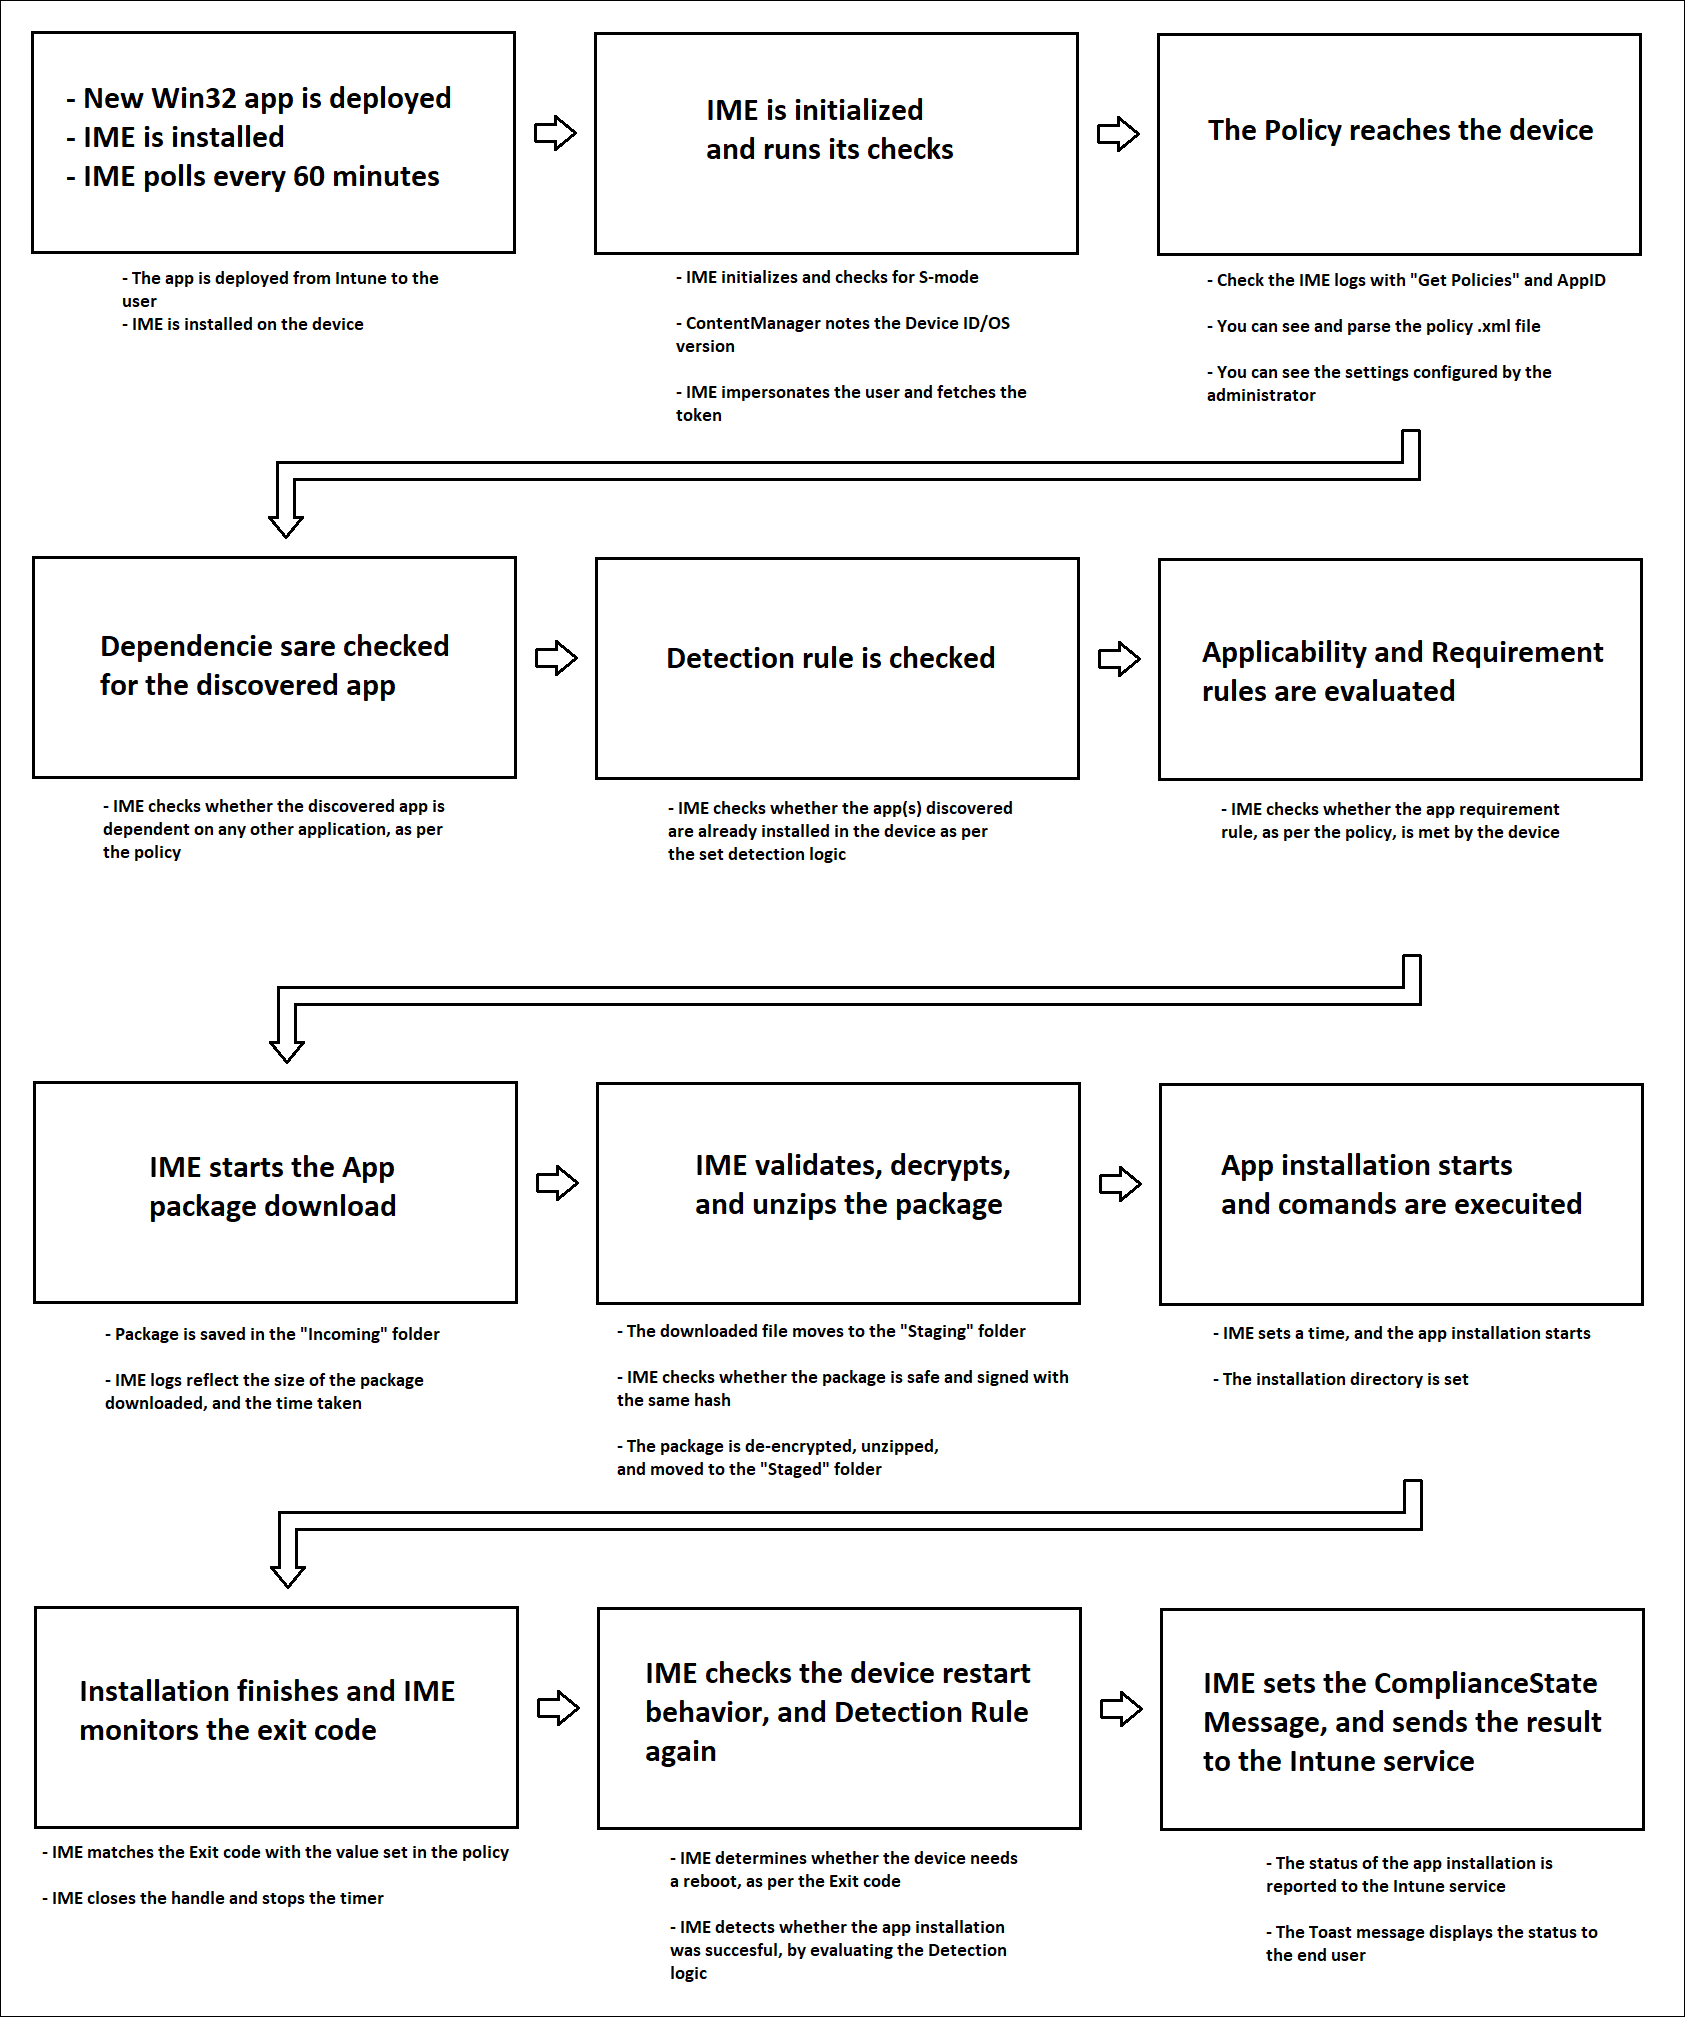 - New Win32 app is deployed
- IME is installed
- IME polls every 60 minutes
- The app is deployed from Intune to the
user
- IME is installed on the device
IME is initialized
and runs its checks
- IME initializes and checks for S-mode
- ContentManager notes the Device ID/OS
version
- IME impersonates the user and fetches the
token
The Policy reaches the device
- Check the IME logs with "Get Policies" and AppID
- You can see and parse the policy .xml file
- You can see the settings configured by the
administrator
Dependencie sare checked
for the discovered app
- IME checks whether the discovered app is
dependent on any other application, as per
the policy
Detection rule is checked
- IME checks whether the app(s) discovered
are already installed in the device as per
the set detection logic
Applicability and Requirement
rules are evaluated
- IME checks whether the app requirement
rule, as per the policy, is met by the device
IME starts the App
package download
- Package is saved in the "Incoming" folder
- IME logs reflect the size of the package
downloaded, and the time taken
IME validates, decrypts,
and unzips the package
- The downloaded file moves to the "Staging" folder
- IME checks whether the package is safe and signed with
the same hash
- The package is de-encrypted, unzipped,
and moved to the "Staged" folder
App installation starts
and comands are execuited
- IME sets a time, and the app installation starts
- The installation directory is set
Installation finishes and IME
monitors the exit code
- IME matches the Exit code with the value set in the policy
- IME closes the handle and stops the timer
IME checks the device restart
behavior, and Detection Rule
again
- IME determines whether the device needs
a reboot, as per the Exit code
- IME detects whether the app installation
was succesful, by evaluating the Detection
logic
IME sets the ComplianceState
Message, and sends the result
to the Intune service
- The status of the app installation is
reported to the Intune service
- The Toast message displays the status to
the end user